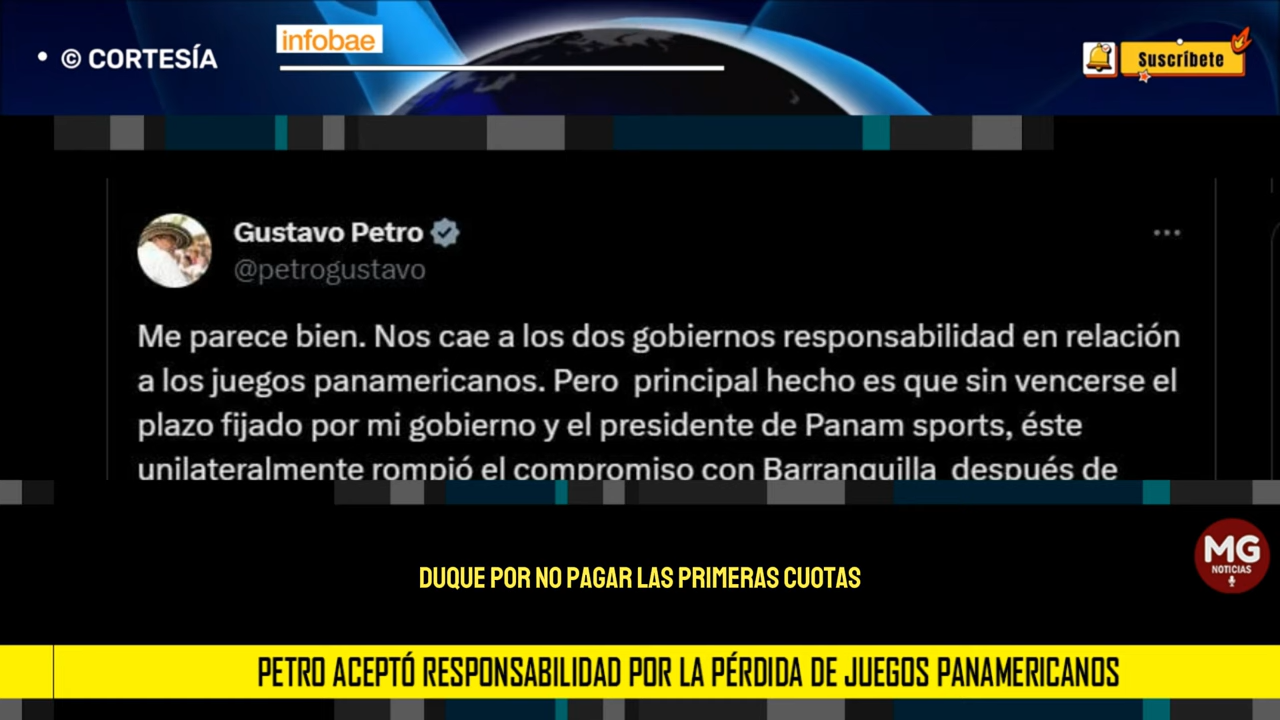 © CORTESÍA
infobae
Suscríbete
Gustavo Petro
@petrogustavo
Me parece bien. Nos cae a los dos gobiernos responsabilidad en relación
a los juegos panamericanos. Pero  principal hecho es que sin vencerse el
plazo fijado por mi gobierno y el presidente de Panam sports, éste
unilateralmente rompió el compromiso con Barranquilla  después de
MG
NOTICIAS
DUQUE POR NO PAGAR LAS PRIMERAS CUOTAS
PETRO ACEPTÓ RESPONSABILIDAD POR LA PÉRDIDA DE JUEGOS PANAMERICANOS